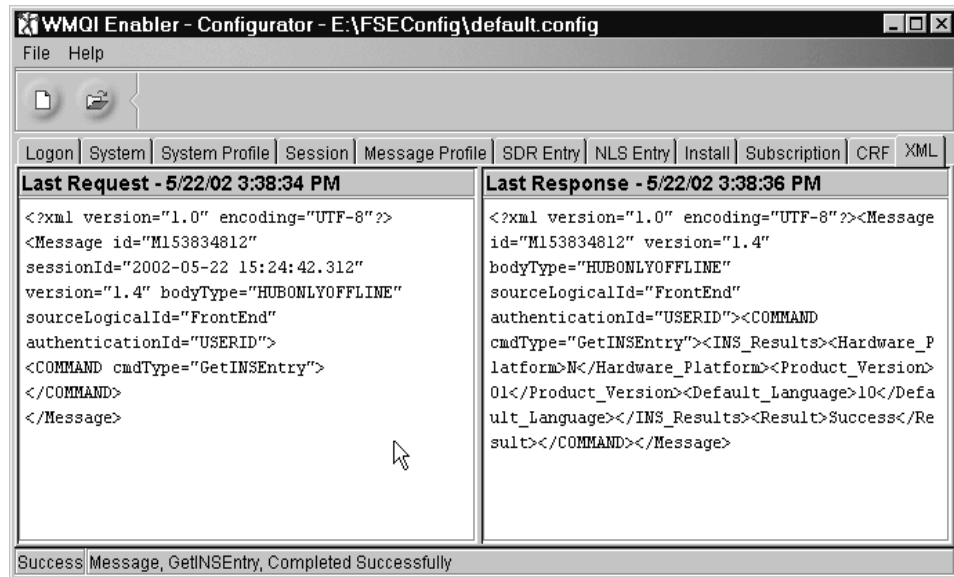 WMQI Enabler - Configurator - E:\FSEConfig\default.config
File Help
Logon System System Profile Session Message Profile SDR Entry NLS Entry Install Subscription CRF XML
Last Request - 5/22/02 3:38:34 PM
<?xml version="1.0" encoding="UTF-8"?>
<Message id="M153834812"
sessionId="2002-05-22 15:24:42.312"
version="1.4" bodyType="HUBONLYOFFLINE"
sourceLogicalId="FrontEnd"
authenticationId="USERID">
<COMMAND cmdType="GetINSEntry">
</COMMAND>
</Message>
Last Response - 5/22/02 3:38:36 PM
<?xml version="1.0" encoding="UTF-8"?><Message
id="M153834812" version="1.4"
bodyType="HUBONLYOFFLINE"
sourceLogicalId="FrontEnd"
authenticationId="USERID"><COMMAND
cmdType="GetINSEntry"><INS_Results><Hardware_P
latform>N</Hardware_Platform><Product_Version>
01</Product_Version><Default_Language>10</Defa
ult_Language></INS_Results><Result>Success</Re
sult></COMMAND></Message>
Success Message, GetINSEntry, Completed Successfully